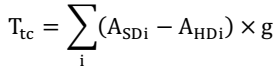 T_tc = ∑_i (A_SDi − A_HDi) × g